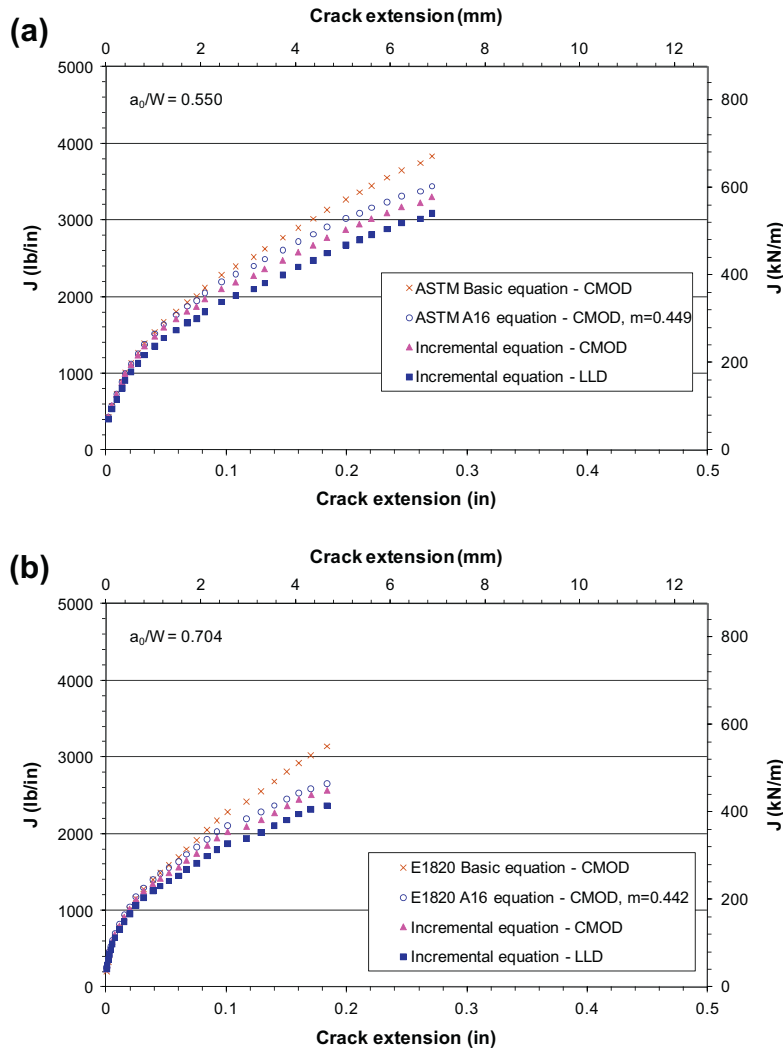 (a)
Crack extension (mm)
0 2 4 6 8 10 12
5000
4000
3000
2000
1000
0
J (lb/in)
a0/W = 0.550
800
600
400
200
0
J (kN/m)
ASTM Basic equation - CMOD
ASTM A16 equation - CMOD, m=0.449
Incremental equation - CMOD
Incremental equation - LLD
0 0.1 0.2 0.3 0.4 0.5
Crack extension (in)
(b)
Crack extension (mm)
0 2 4 6 8 10 12
5000
4000
3000
2000
1000
0
J (lb/in)
a0/W = 0.704
800
600
400
200
0
J (kN/m)
E1820 Basic equation - CMOD
E1820 A16 equation - CMOD, m=0.442
Incremental equation - CMOD
Incremental equation - LLD
0 0.1 0.2 0.3 0.4 0.5
Crack extension (in)